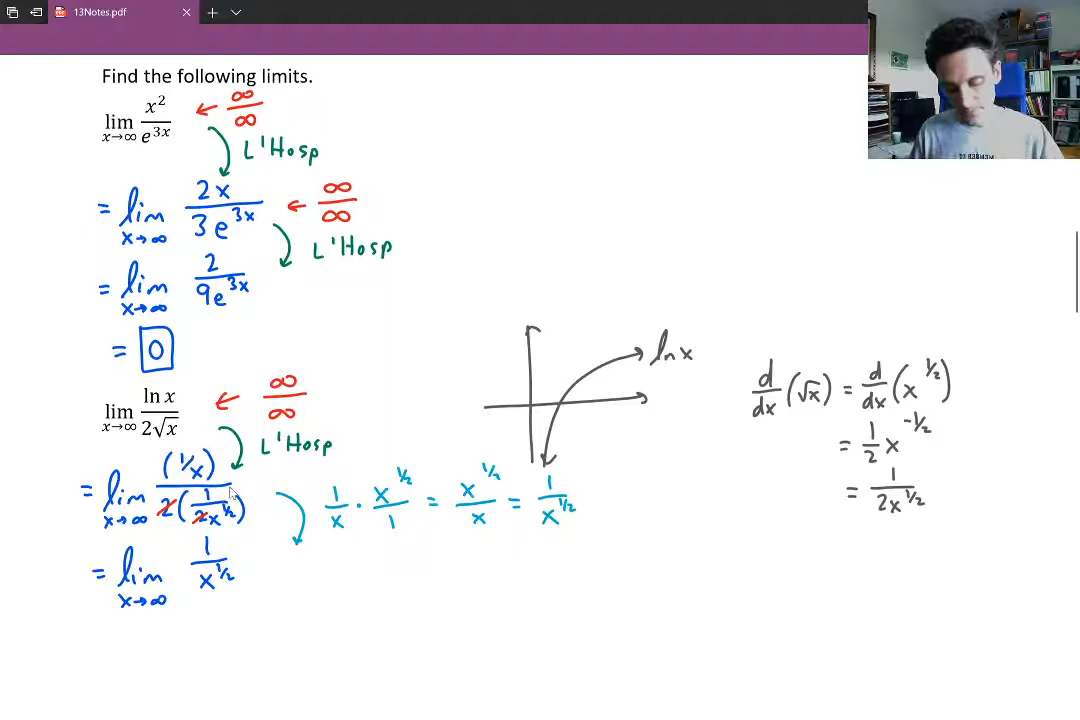 13Notes.pdf
Find the following limits.
lim x→∞ x²/e^(3x) ← ∞/∞
L'Hosp
= lim x→∞ 2x/(3e^(3x)) ← ∞/∞
L'Hosp
= lim x→∞ 2/(9e^(3x))
= 0
lim x→∞ ln x/(2√x) ← ∞/∞
L'Hosp
= lim x→∞ (1/x)/(2(1/(2x^(1/2))))
1/x · x^(1/2)/1 = x^(1/2)/x = 1/x^(1/2)
= lim x→∞ 1/x^(1/2)
ln x
d/dx (√x) = d/dx (x^(1/2))
= 1/2 x^(-1/2)
= 1/(2x^(1/2))